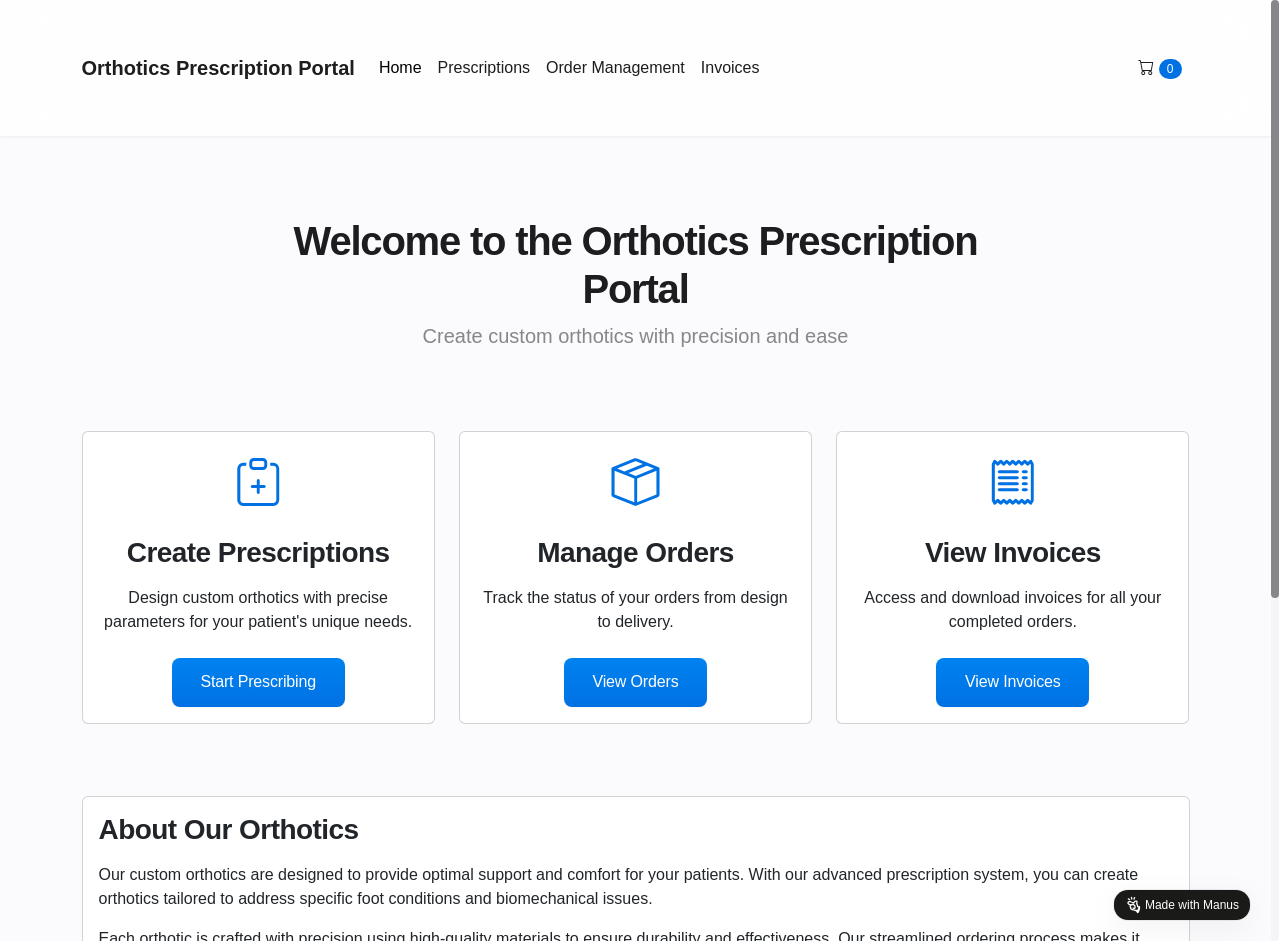 Orthotics Prescription Portal
Home
Prescriptions
Order Management
Invoices
0
Welcome to the Orthotics Prescription
Portal
Create custom orthotics with precision and ease
Create Prescriptions
Design custom orthotics with precise
parameters for your patient's unique needs.
Start Prescribing
Manage Orders
Track the status of your orders from design
to delivery.
View Orders
View Invoices
Access and download invoices for all your
completed orders.
View Invoices
About Our Orthotics
Our custom orthotics are designed to provide optimal support and comfort for your patients. With our advanced prescription system, you can create
orthotics tailored to address specific foot conditions and biomechanical issues.
Each orthotic is crafted with precision using high-quality materials to ensure durability and effectiveness. Our streamlined ordering process makes it
Made with Manus